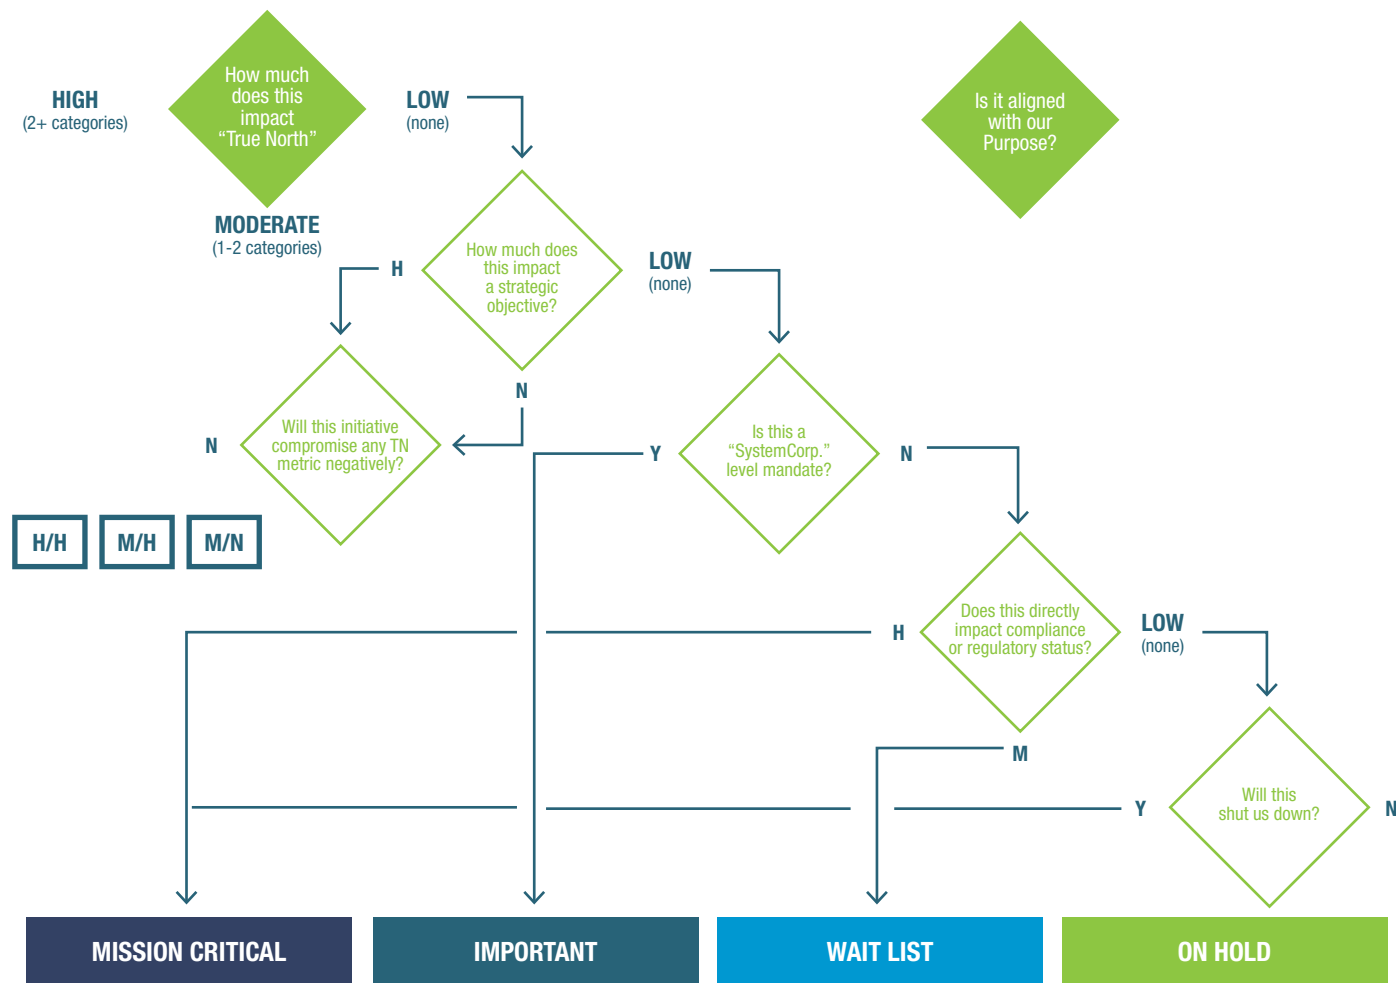 How much
does this
impact
“True North”
HIGH
(2+ categories)
LOW
(none)
Is it aligned
with our
Purpose?
MODERATE
(1-2 categories)
H
How much does
this impact
a strategic
objective?
LOW
(none)
N
N
Will this initiative
compromise any TN
metric negatively?
Y
Is this a
“SystemCorp.”
level mandate?
N
H/H
M/H
M/N
H
Does this directly
impact compliance
or regulatory status?
LOW
(none)
M
Y
Will this
shut us down?
N
MISSION CRITICAL
IMPORTANT
WAIT LIST
ON HOLD